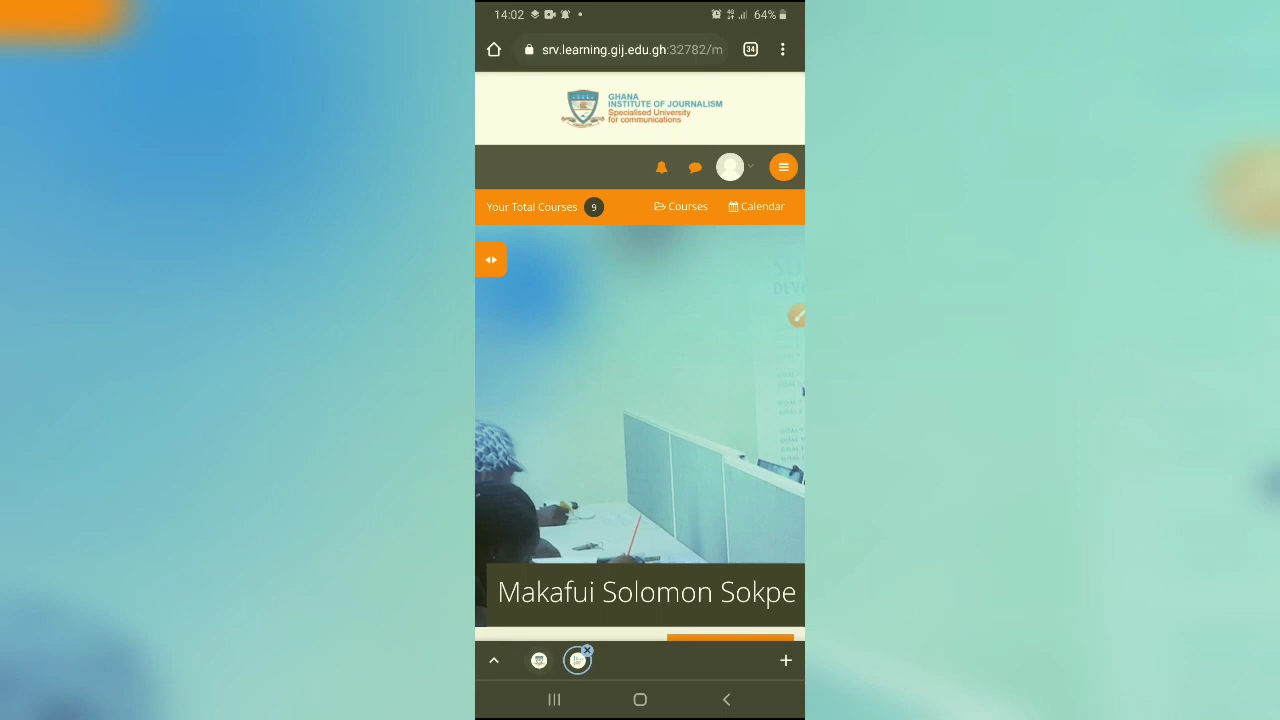 14:02
64%
srv.learning.gij.edu.gh:32782/m
34
GHANA
INSTITUTE OF JOURNALISM
Specialised University
for communications
Your Total Courses 9
Courses
Calendar
Makafui Solomon Sokpe